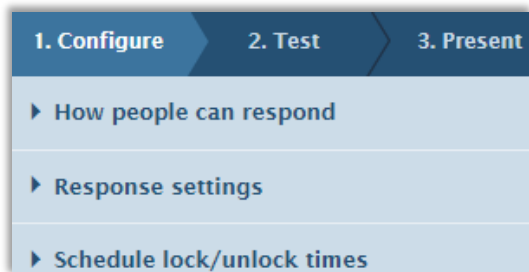 1. Configure 2. Test 3. Present
How people can respond
Response settings
Schedule lock/unlock times